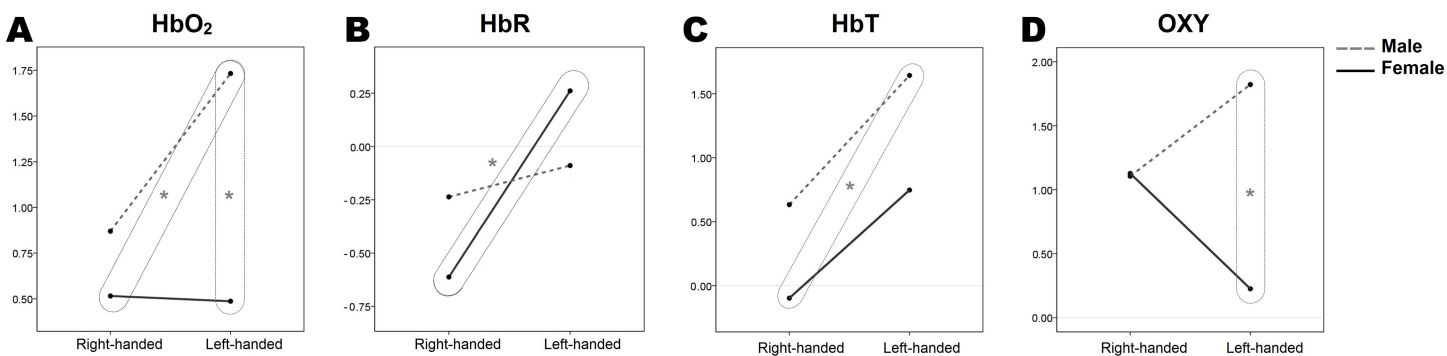 A HbO₂
1.75
1.50
1.25
1.00
0.75
0.50
*
*
Right-handed Left-handed
B HbR
0.25
0.00
-0.25
-0.50
-0.75
*
Right-handed Left-handed
C HbT
1.50
1.00
0.50
0.00
*
Right-handed Left-handed
D OXY
2.00
1.50
1.00
0.50
0.00
*
Right-handed Left-handed
Male
Female